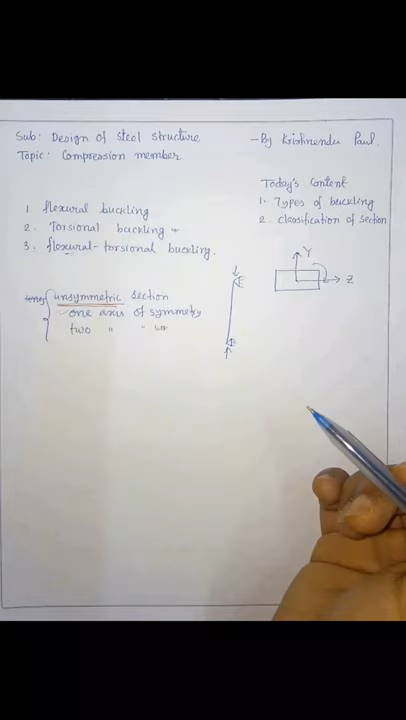 Sub: Design of steel structure
Topic: Compression member
-By Krishnendu Paul.
Today's Content
1. Types of buckling
2. Classification of section
1. flexural buckling
2. Torsional buckling
3. flexural-torsional buckling.
unsymmetric section
one axis of symmetry
two " "
Y
Z